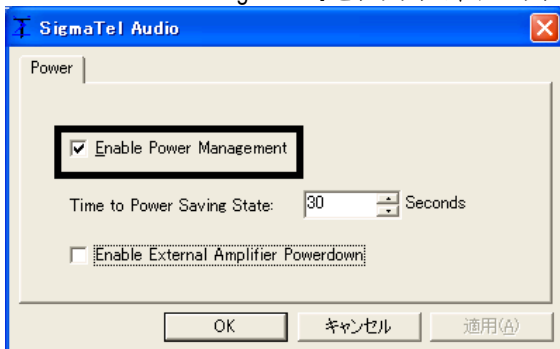 SigmaTel Audio
Power
Enable Power Management
Time to Power Saving State: 30 Seconds
Enable External Amplifier Powerdown
OK キャンセル 適用(A)